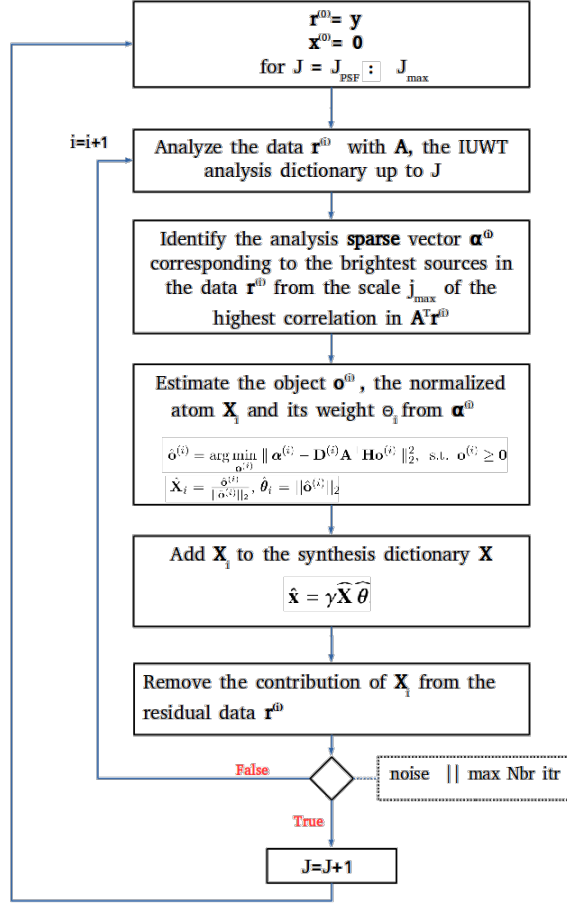 r⁽⁰⁾= y
x⁽⁰⁾= 0
for J = J_PSF : J_max
i=i+1
Analyze the data r⁽ⁱ⁾ with A, the IUWT
analysis dictionary up to J
Identify the analysis sparse vector α⁽ⁱ⁾
corresponding to the brightest sources in
the data r⁽ⁱ⁾ from the scale j_max of the
highest correlation in Aᵀr⁽ⁱ⁾
Estimate the object o⁽ⁱ⁾, the normalized
atom X_i and its weight Θ_i from α⁽ⁱ⁾
ô⁽ⁱ⁾ = arg min_{o⁽ⁱ⁾} ‖ α⁽ⁱ⁾ − D⁽ⁱ⁾A Ho⁽ⁱ⁾ ‖₂², s.t. o⁽ⁱ⁾ ≥ 0
X̂_i = ô⁽ⁱ⁾ / ||ô⁽ⁱ⁾||₂, θ̂_i = ||ô⁽ⁱ⁾||₂
Add X_i to the synthesis dictionary X
x̂ = γX̂ θ̂
Remove the contribution of X_i from the
residual data r⁽ⁱ⁾
False
noise || max Nbr itr
True
J=J+1